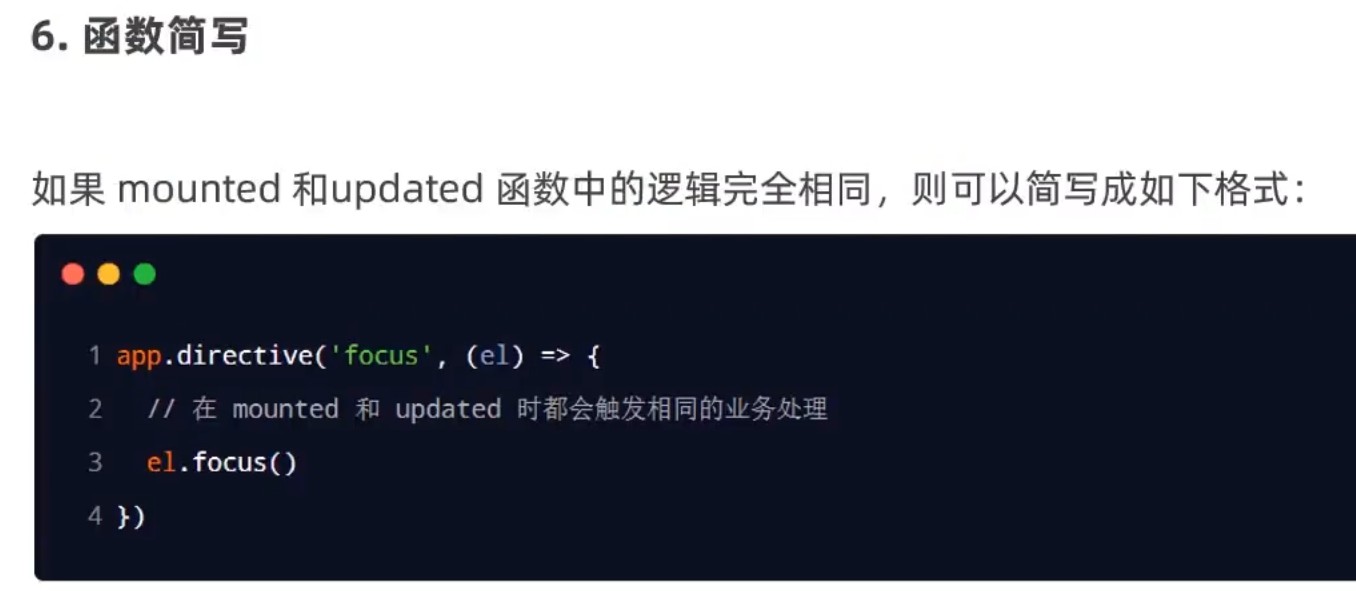 6. 函数简写
如果 mounted 和updated 函数中的逻辑完全相同，则可以简写成如下格式：
1 app.directive('focus', (el) => {
2 // 在 mounted 和 updated 时都会触发相同的业务处理
3 el.focus()
4 })